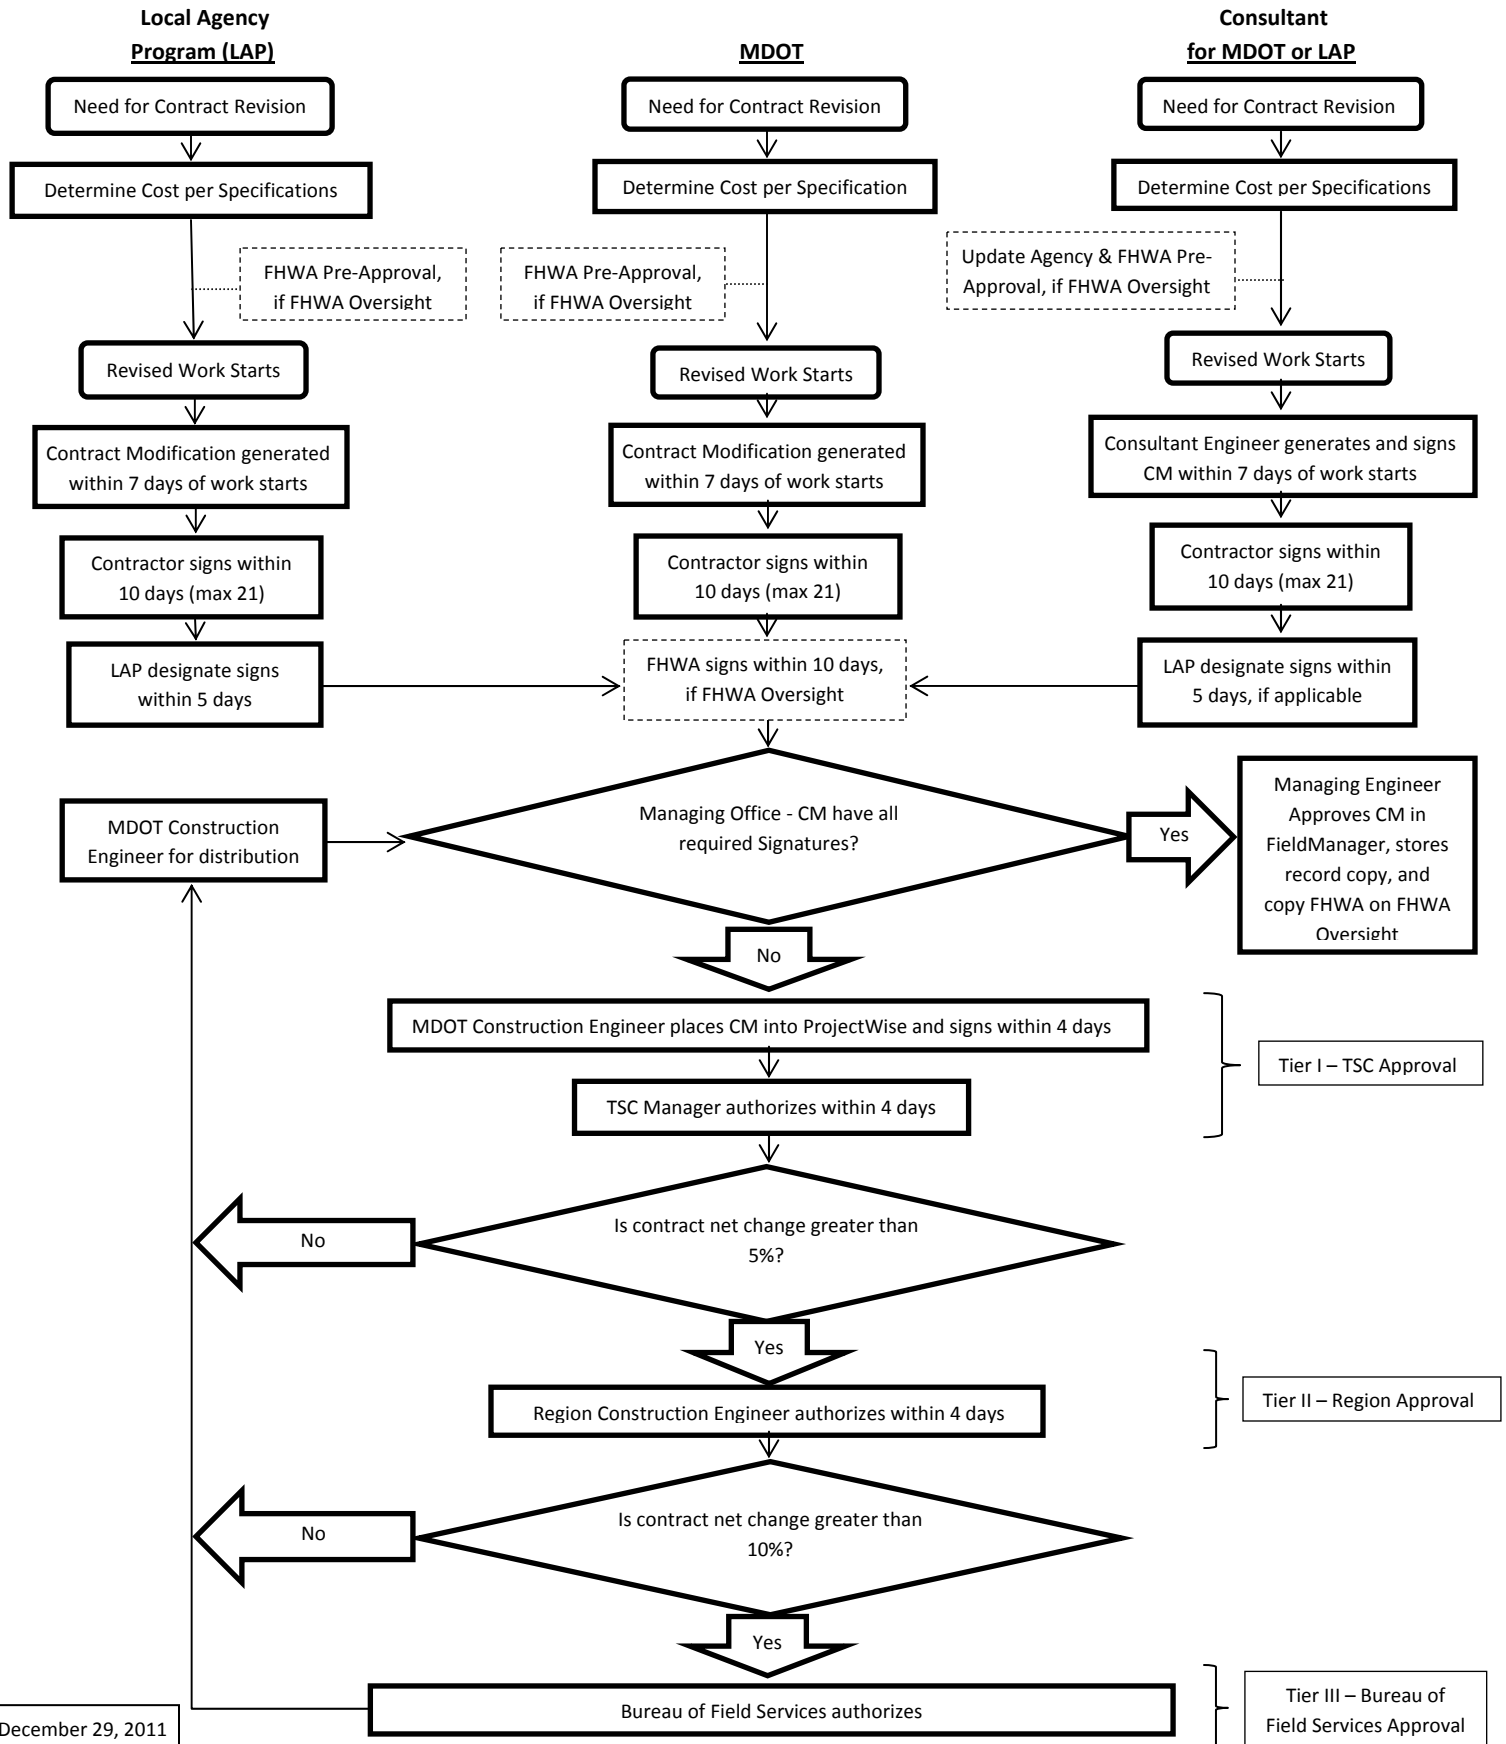 Local Agency
Program (LAP)
MDOT
Consultant
for MDOT or LAP
Need for Contract Revision
Need for Contract Revision
Need for Contract Revision
Determine Cost per Specifications
Determine Cost per Specification
Determine Cost per Specifications
FHWA Pre-Approval,
if FHWA Oversight
FHWA Pre-Approval,
if FHWA Oversight
Update Agency & FHWA Pre-
Approval, if FHWA Oversight
Revised Work Starts
Revised Work Starts
Revised Work Starts
Contract Modification generated
within 7 days of work starts
Contract Modification generated
within 7 days of work starts
Consultant Engineer generates and signs
CM within 7 days of work starts
Contractor signs within
10 days (max 21)
Contractor signs within
10 days (max 21)
Contractor signs within
10 days (max 21)
LAP designate signs
within 5 days
FHWA signs within 10 days,
if FHWA Oversight
LAP designate signs within
5 days, if applicable
MDOT Construction
Engineer for distribution
Managing Office - CM have all
required Signatures?
Yes
Managing Engineer
Approves CM in
FieldManager, stores
record copy, and
copy FHWA on FHWA
Oversight
No
MDOT Construction Engineer places CM into ProjectWise and signs within 4 days
Tier I – TSC Approval
TSC Manager authorizes within 4 days
Is contract net change greater than
5%?
No
Yes
Region Construction Engineer authorizes within 4 days
Tier II – Region Approval
Is contract net change greater than
10%?
No
Yes
Bureau of Field Services authorizes
Tier III – Bureau of
Field Services Approval
December 29, 2011